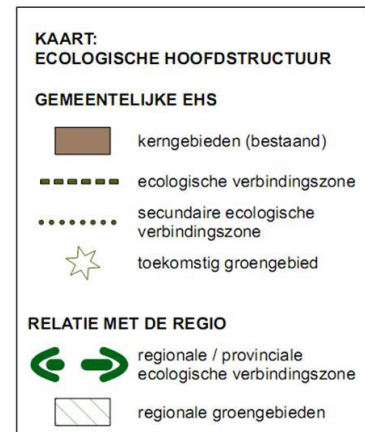 KAART:
ECOLOGISCHE HOOFDSTRUCTUUR
GEMEENTELIJKE EHS
kerngebieden (bestaand)
ecologische verbindingszone
secundaire ecologische
verbindingszone
toekomstig groengebied
RELATIE MET DE REGIO
regionale / provinciale
ecologische verbindingszone
regionale groengebieden